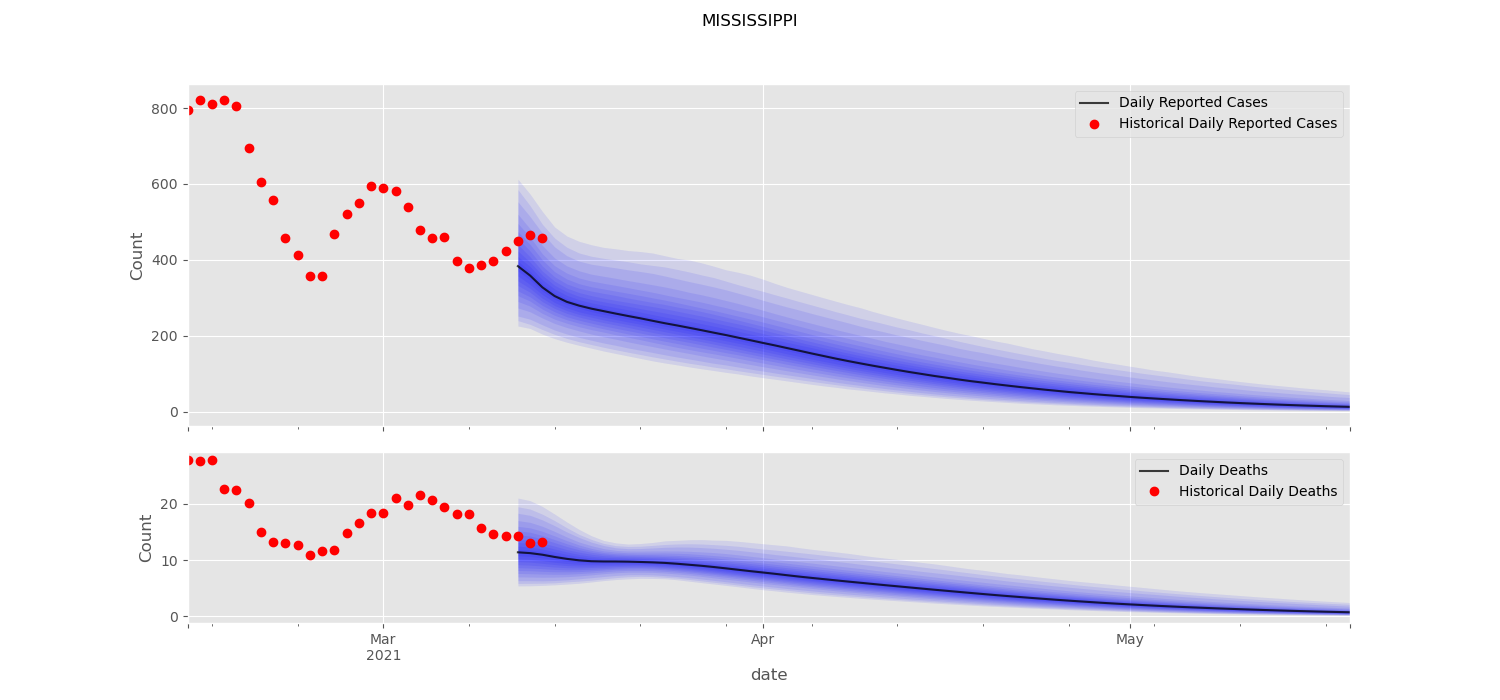 MISSISSIPPI
Daily Reported Cases
Historical Daily Reported Cases
800
600
400
200
0
Count
Daily Deaths
Historical Daily Deaths
20
10
0
Count
Mar
2021
Apr
May
date